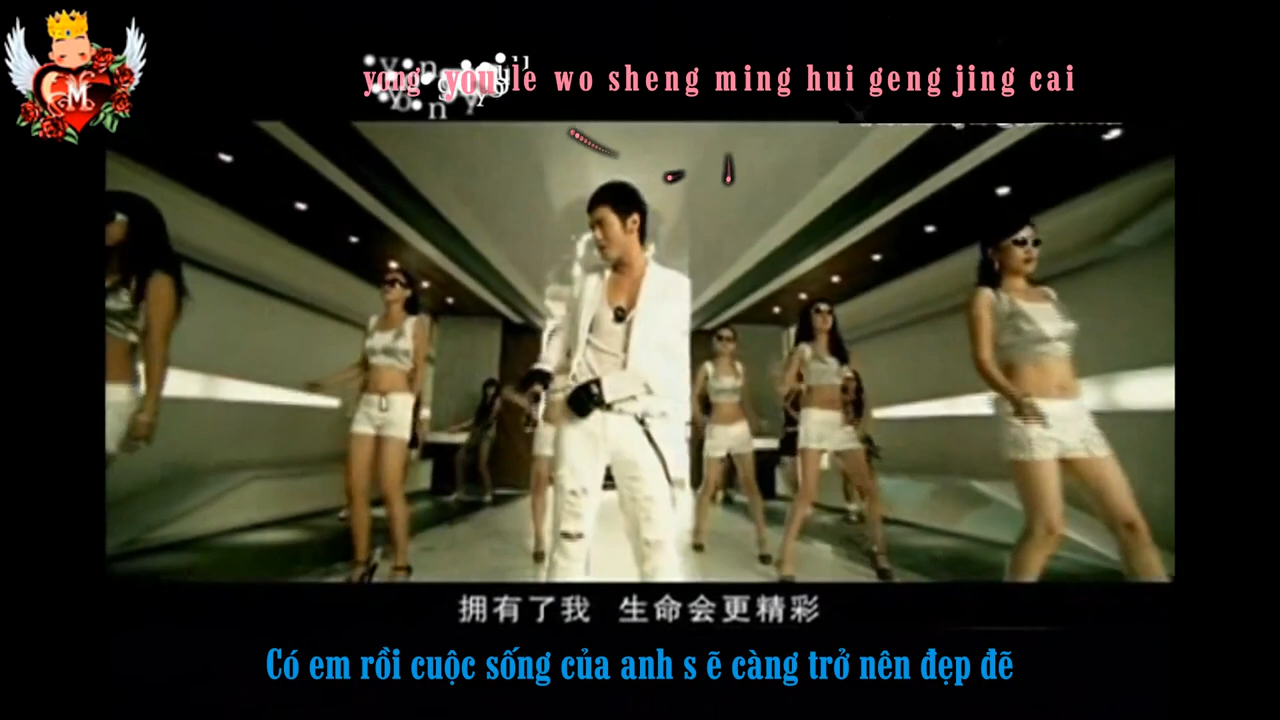 M
yong you le wo sheng ming hui geng jing cai
拥有了我 生命会更精彩
Có em rồi cuộc sống của anh s ẽ càng trở nên đẹp đẽ